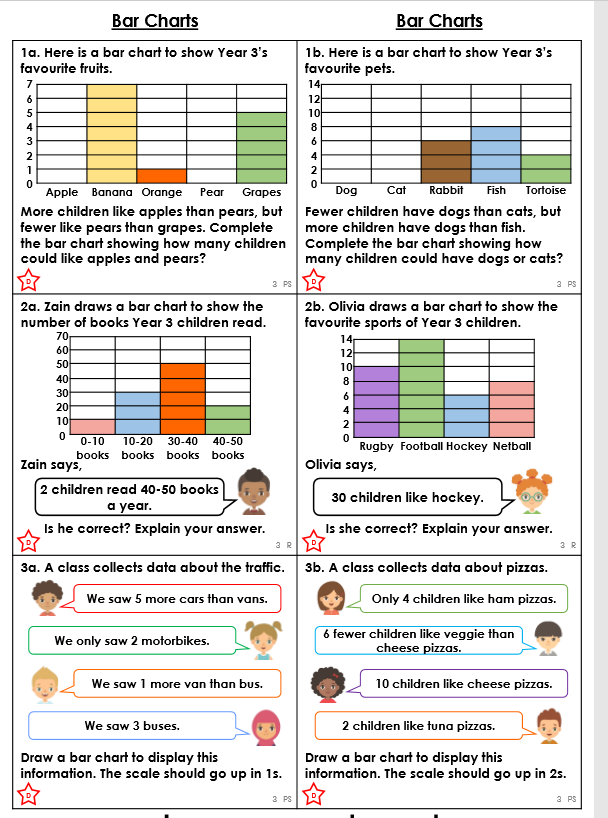 Bar Charts
Bar Charts
1a. Here is a bar chart to show Year 3's
favourite fruits.
7
6
5
4
3
2
1
0
Apple Banana Orange Pear Grapes
More children like apples than pears, but
fewer like pears than grapes. Complete
the bar chart showing how many children
could like apples and pears?
D
3 PS
1b. Here is a bar chart to show Year 3's
favourite pets.
14
12
10
8
6
4
2
0
Dog Cat Rabbit Fish Tortoise
Fewer children have dogs than cats, but
more children have dogs than fish.
Complete the bar chart showing how
many children could have dogs or cats?
D
3 PS
2a. Zain draws a bar chart to show the
number of books Year 3 children read.
70
60
50
40
30
20
10
0
0-10 10-20 30-40 40-50
books books books books
Zain says,
2 children read 40-50 books
a year.
Is he correct? Explain your answer.
D
3 R
2b. Olivia draws a bar chart to show the
favourite sports of Year 3 children.
14
12
10
8
6
4
2
0
Rugby Football Hockey Netball
Olivia says,
30 children like hockey.
Is she correct? Explain your answer.
D
3 R
3a. A class collects data about the traffic.
We saw 5 more cars than vans.
We only saw 2 motorbikes.
We saw 1 more van than bus.
We saw 3 buses.
Draw a bar chart to display this
information. The scale should go up in 1s.
D
3 PS
3b. A class collects data about pizzas.
Only 4 children like ham pizzas.
6 fewer children like veggie than
cheese pizzas.
10 children like cheese pizzas.
2 children like tuna pizzas.
Draw a bar chart to display this
information. The scale should go up in 2s.
D
3 PS